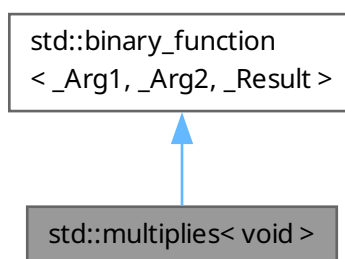 std::binary_function
< _Arg1, _Arg2, _Result >
std::multiplies< void >